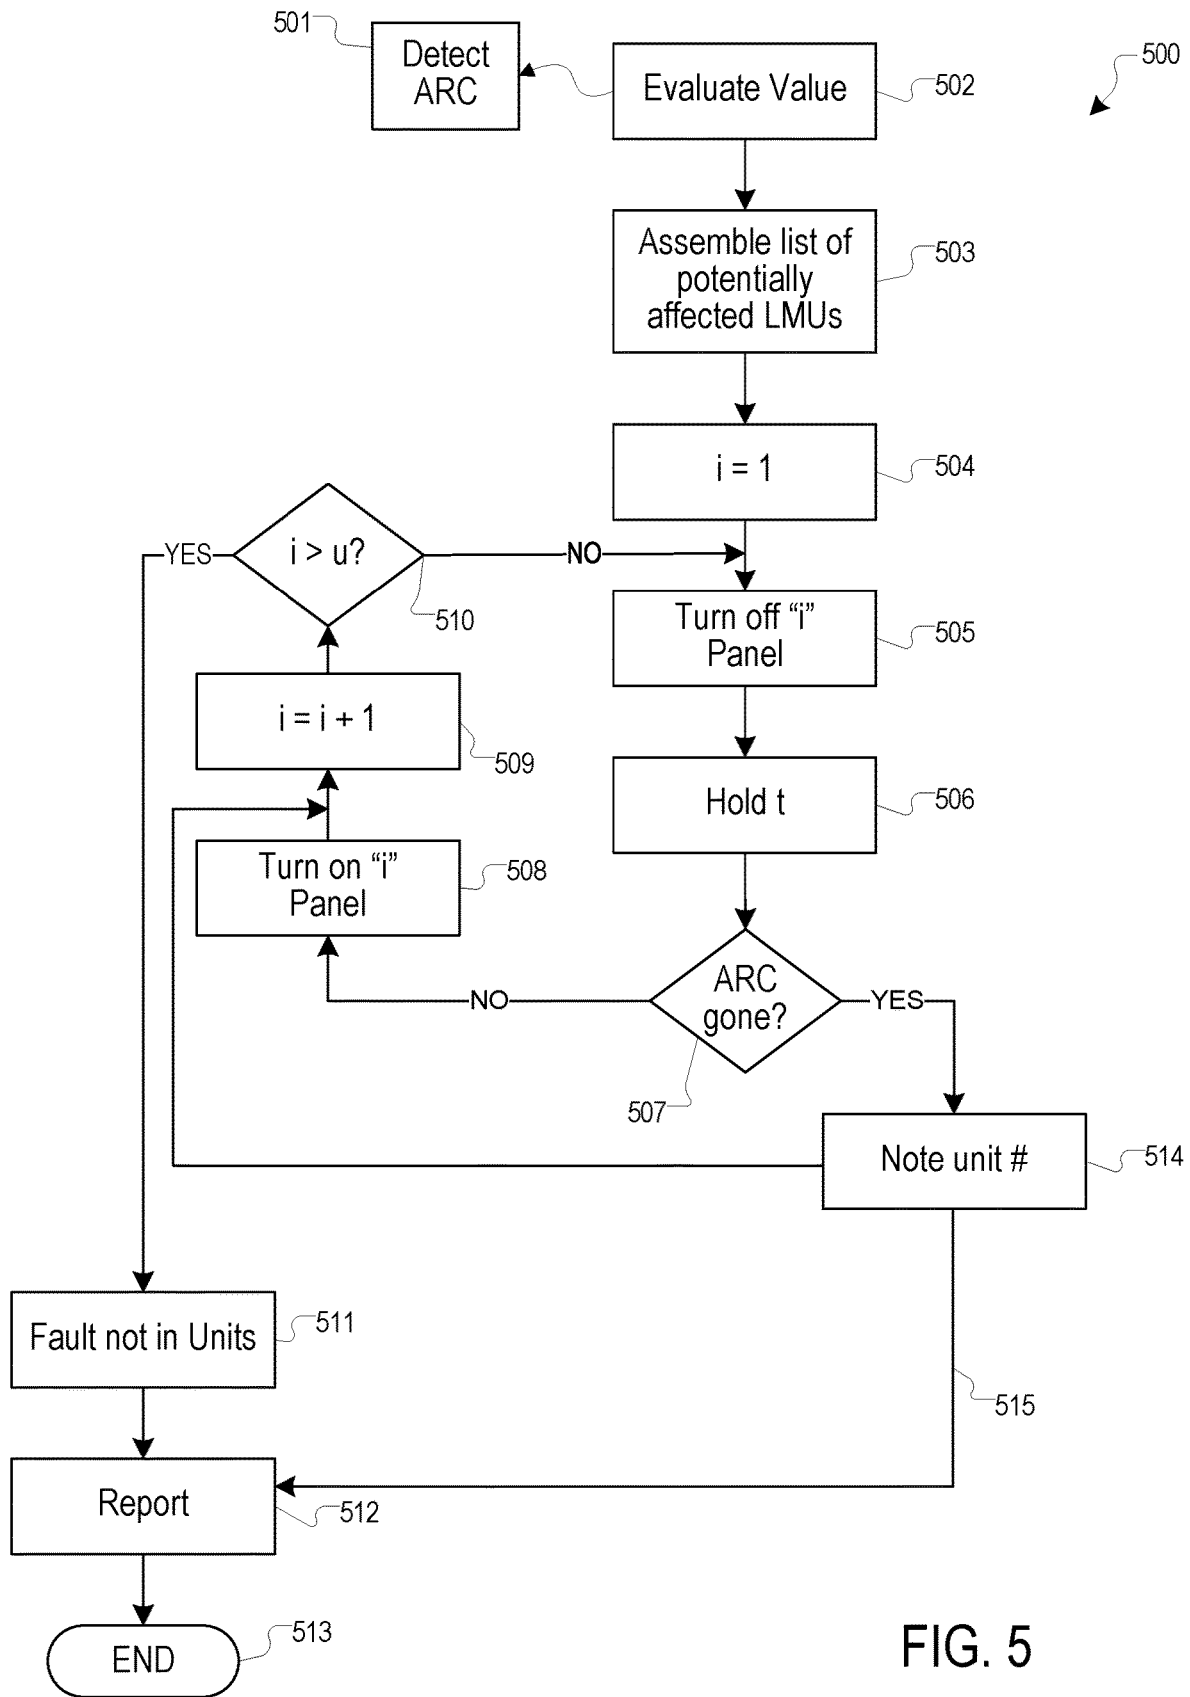 501
Detect
ARC
Evaluate Value
502
500
Assemble list of
potentially
affected LMUs
503
i = 1
504
YES
i > u?
NO
510
Turn off “i”
Panel
505
i = i + 1
509
Hold t
506
Turn on “i”
Panel
508
ARC
gone?
NO
YES
507
Note unit #
514
Fault not in Units
511
515
Report
512
END
513
FIG. 5